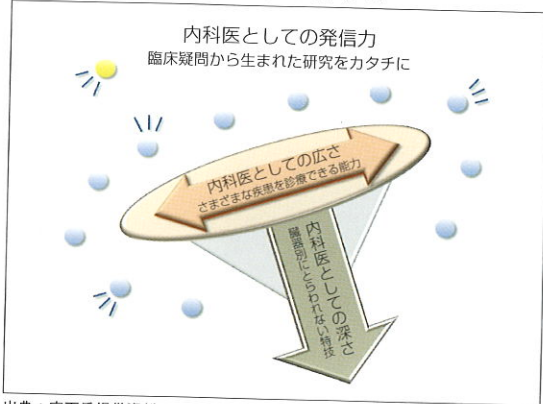 内科医としての発信力
臨床疑問から生まれた研究をカタチに
内科医としての広さ
さまざまな疾患を診療できる能力
内科医としての深さ
臓器別にとらわれない特技